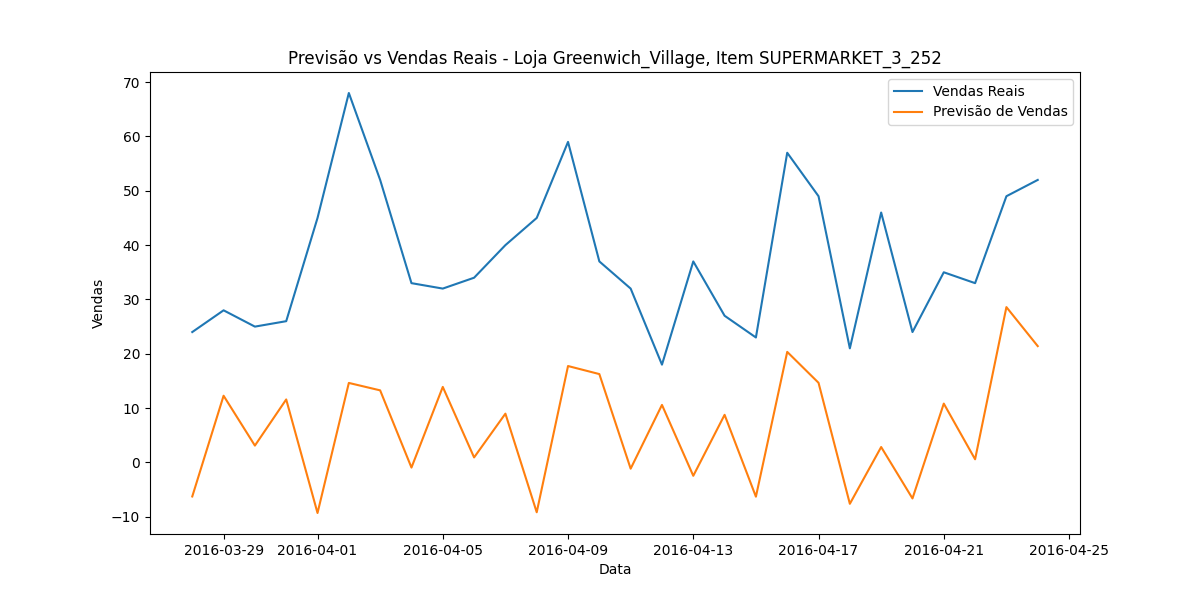 Previsão vs Vendas Reais - Loja Greenwich_Village, Item SUPERMARKET_3_252
Vendas Reais
Previsão de Vendas
70
60
50
40
30
20
10
0
−10
Vendas
2016-03-29 2016-04-01 2016-04-05 2016-04-09 2016-04-13 2016-04-17 2016-04-21 2016-04-25
Data